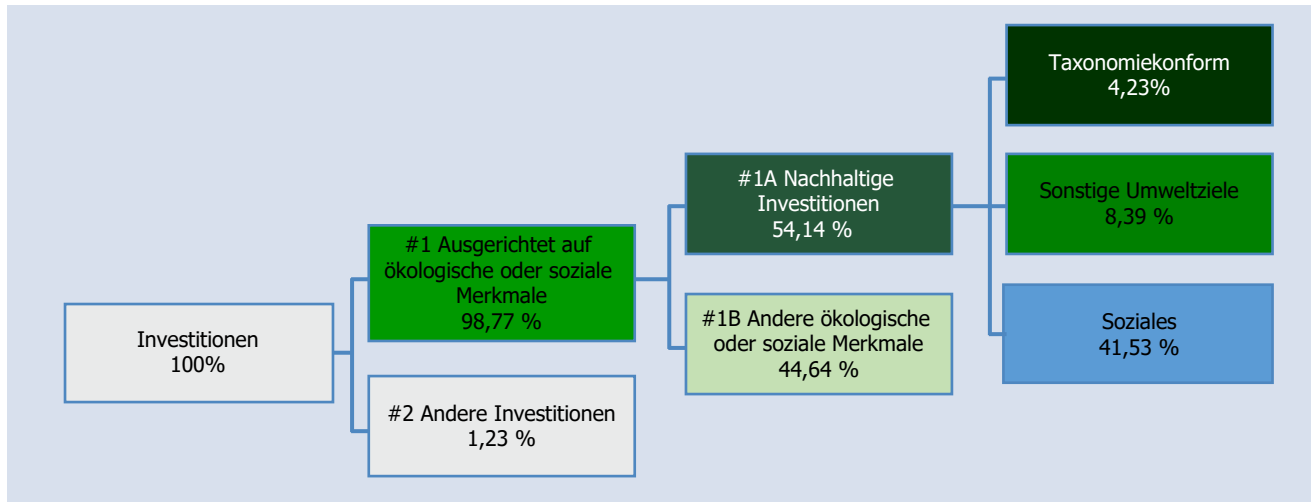 Investitionen
100%
#1 Ausgerichtet auf
ökologische oder soziale
Merkmale
98,77 %
#2 Andere Investitionen
1,23 %
#1A Nachhaltige
Investitionen
54,14 %
#1B Andere ökologische
oder soziale Merkmale
44,64 %
Taxonomiekonform
4,23%
Sonstige Umweltziele
8,39 %
Soziales
41,53 %